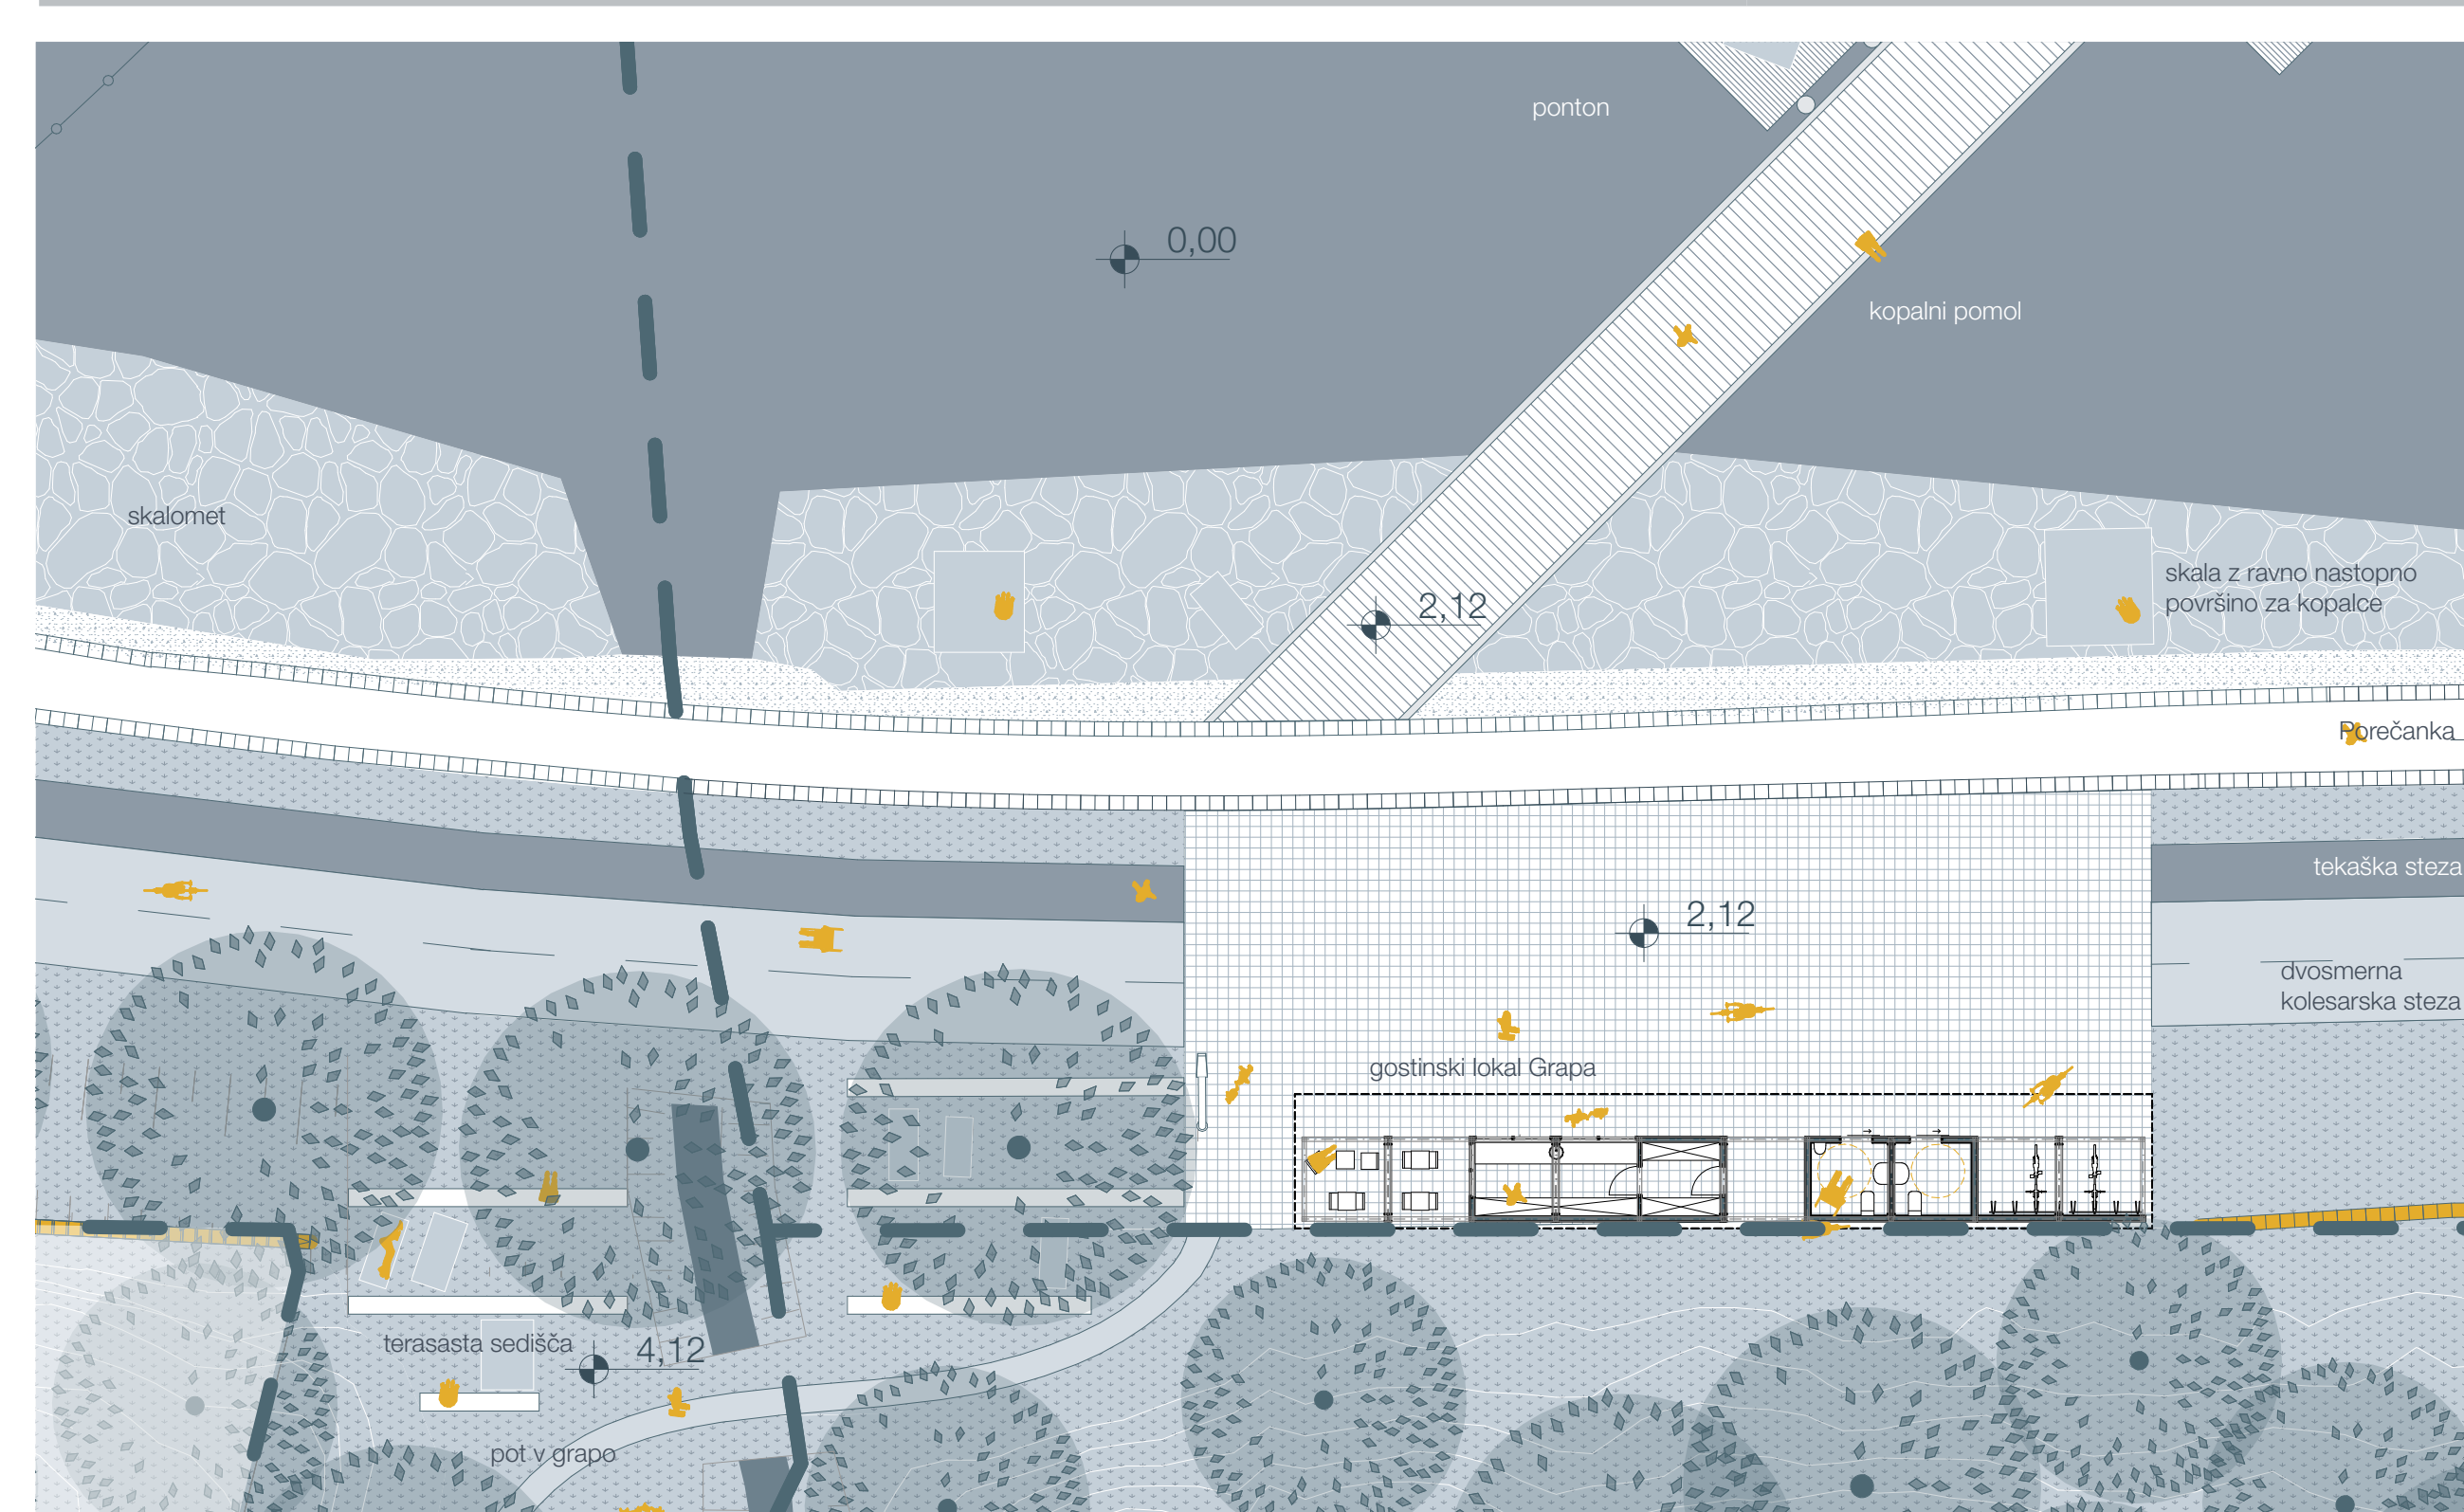 ponton
0,00
kopalni pomol
skalomet
skala z ravno nastopno
površino za kopalce
2,12
Porečanka
tekaška steza
2,12
dvosmerna
kolesarska steza
gostinski lokal Grapa
terasasta sedišča
4,12
pot v grapo